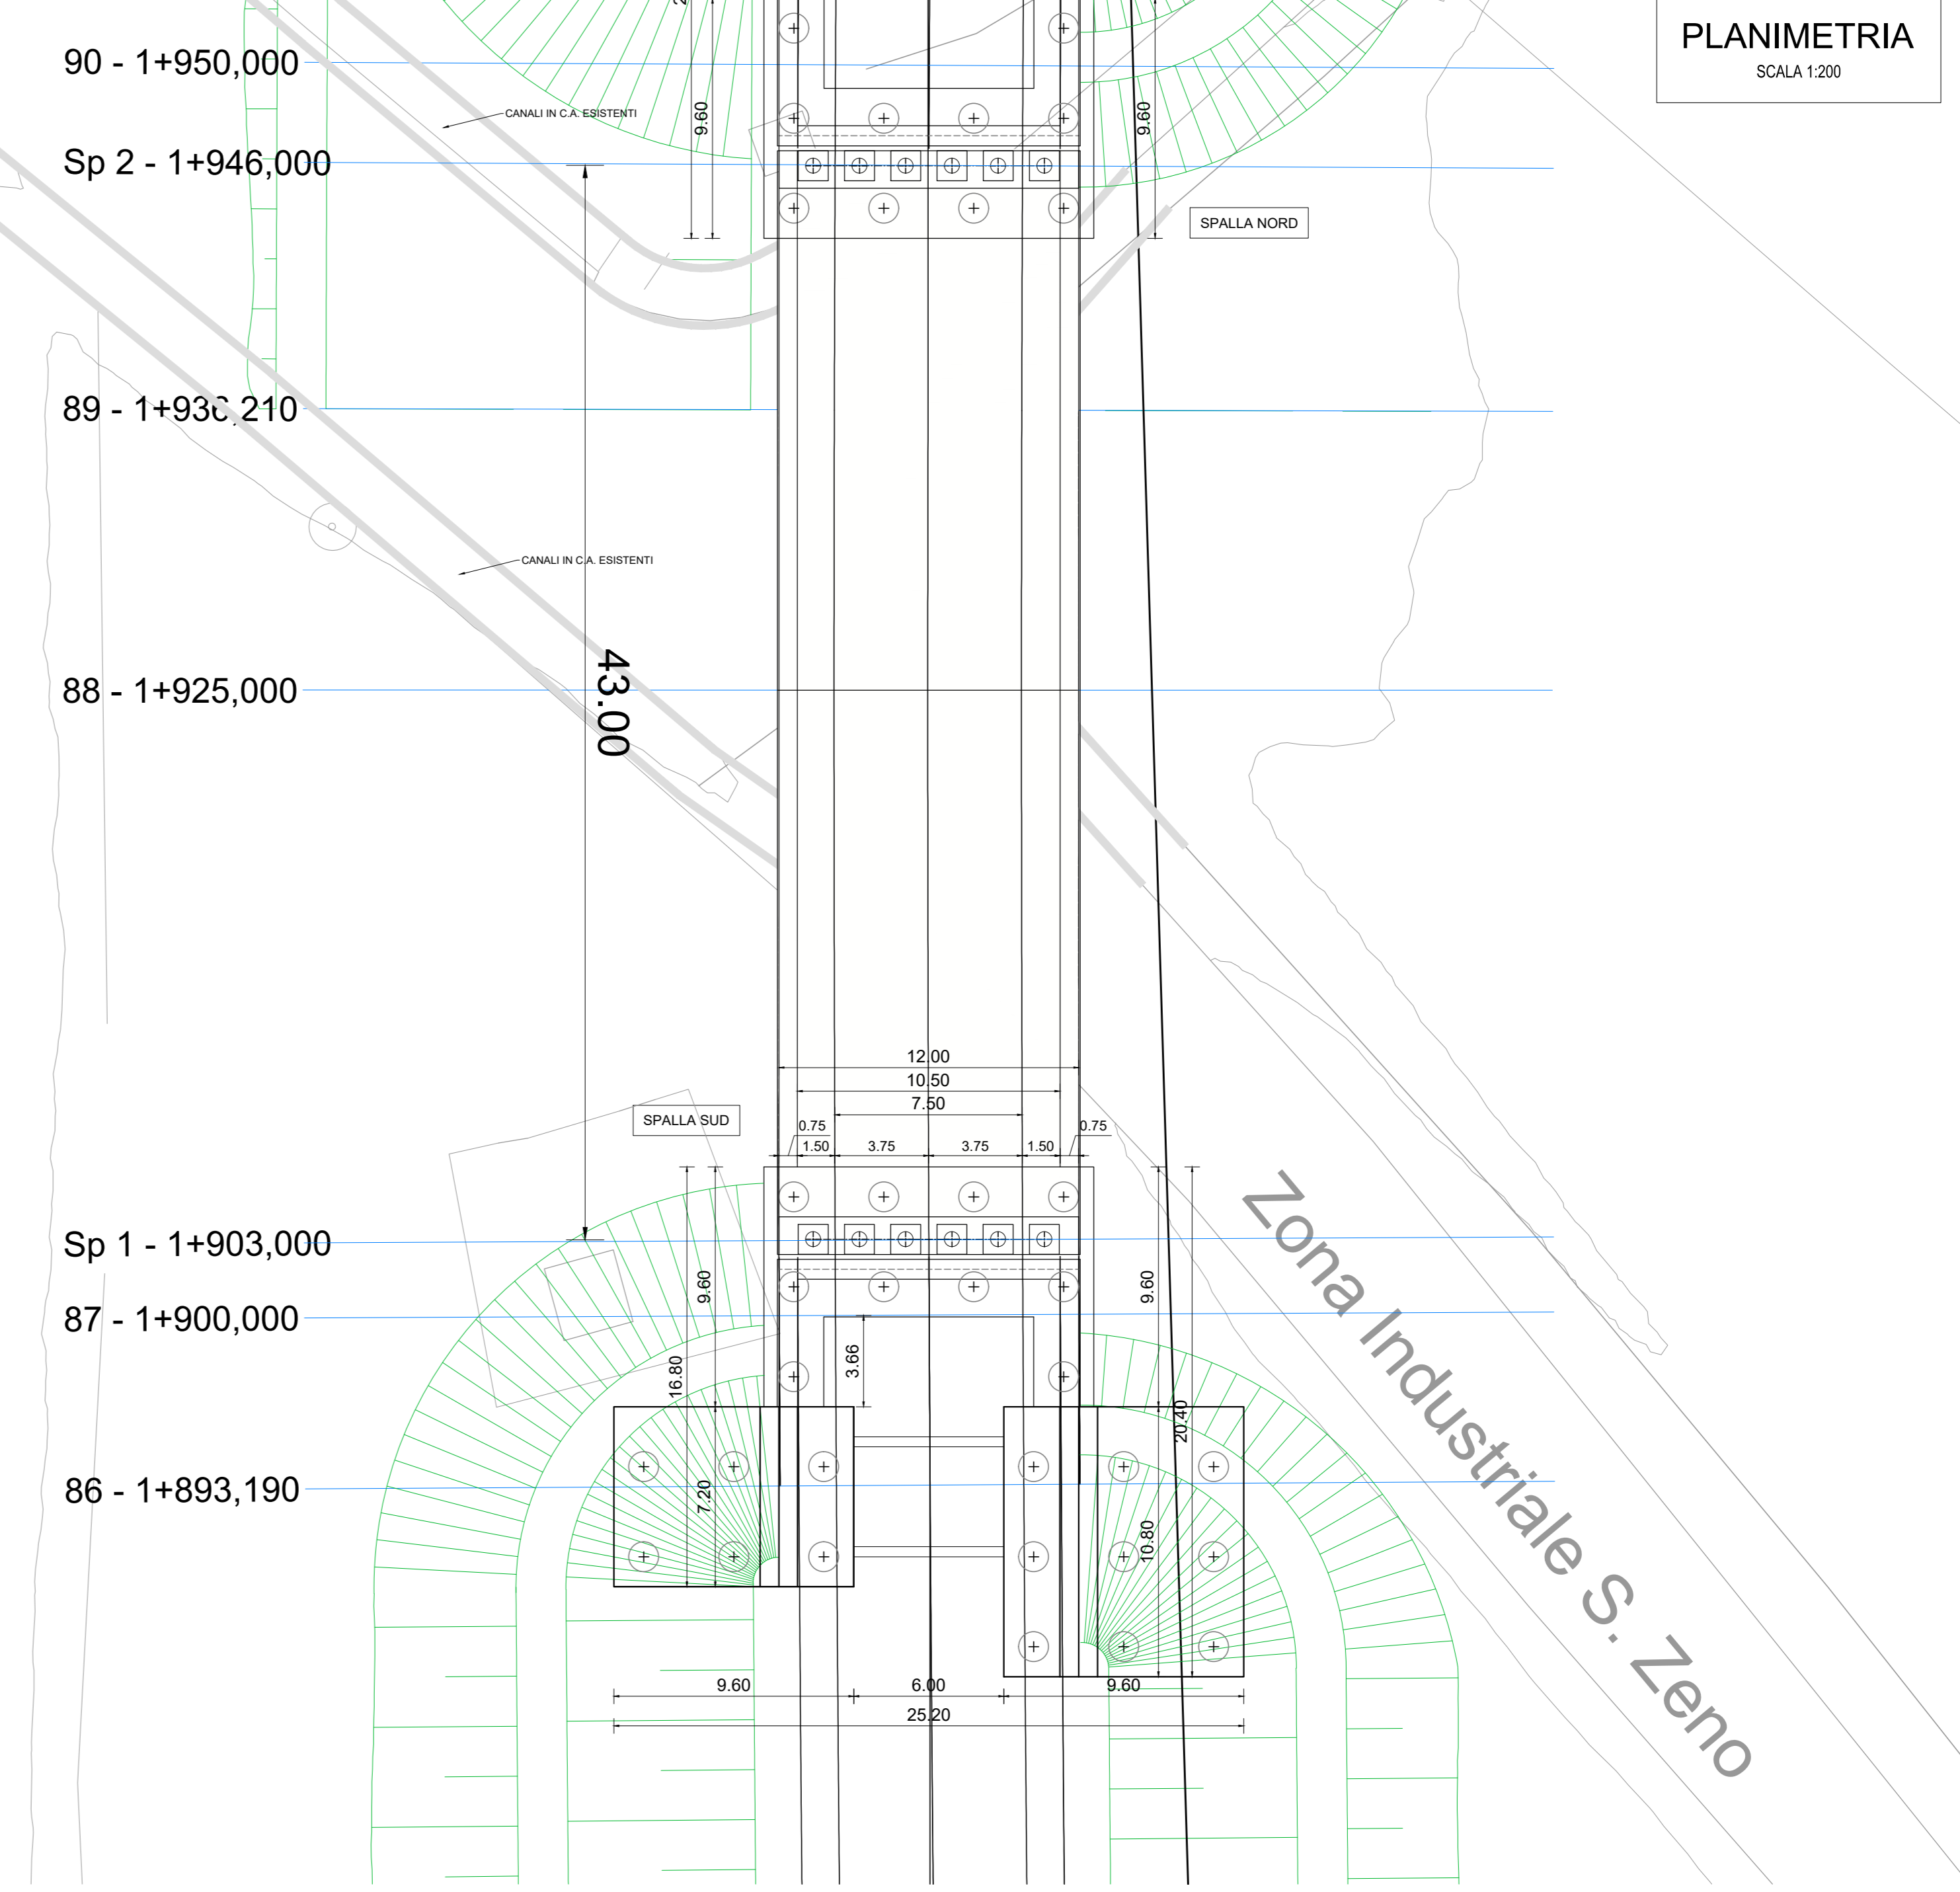 PLANIMETRIA
SCALA 1:200
90 - 1+950,000
CANALI IN C.A. ESISTENTI
9.60
9.60
Sp 2 - 1+946,000
SPALLA NORD
89 - 1+936,210
CANALI IN C.A. ESISTENTI
43.00
88 - 1+925,000
12.00
10.50
7.50
SPALLA SUD
0.75
0.75
1.50
3.75
3.75
1.50
Sp 1 - 1+903,000
9.60
9.60
87 - 1+900,000
3.66
16.80
20.40
86 - 1+893,190
7.20
10.80
Zona Industriale S. Zeno
9.60
6.00
9.60
25.20